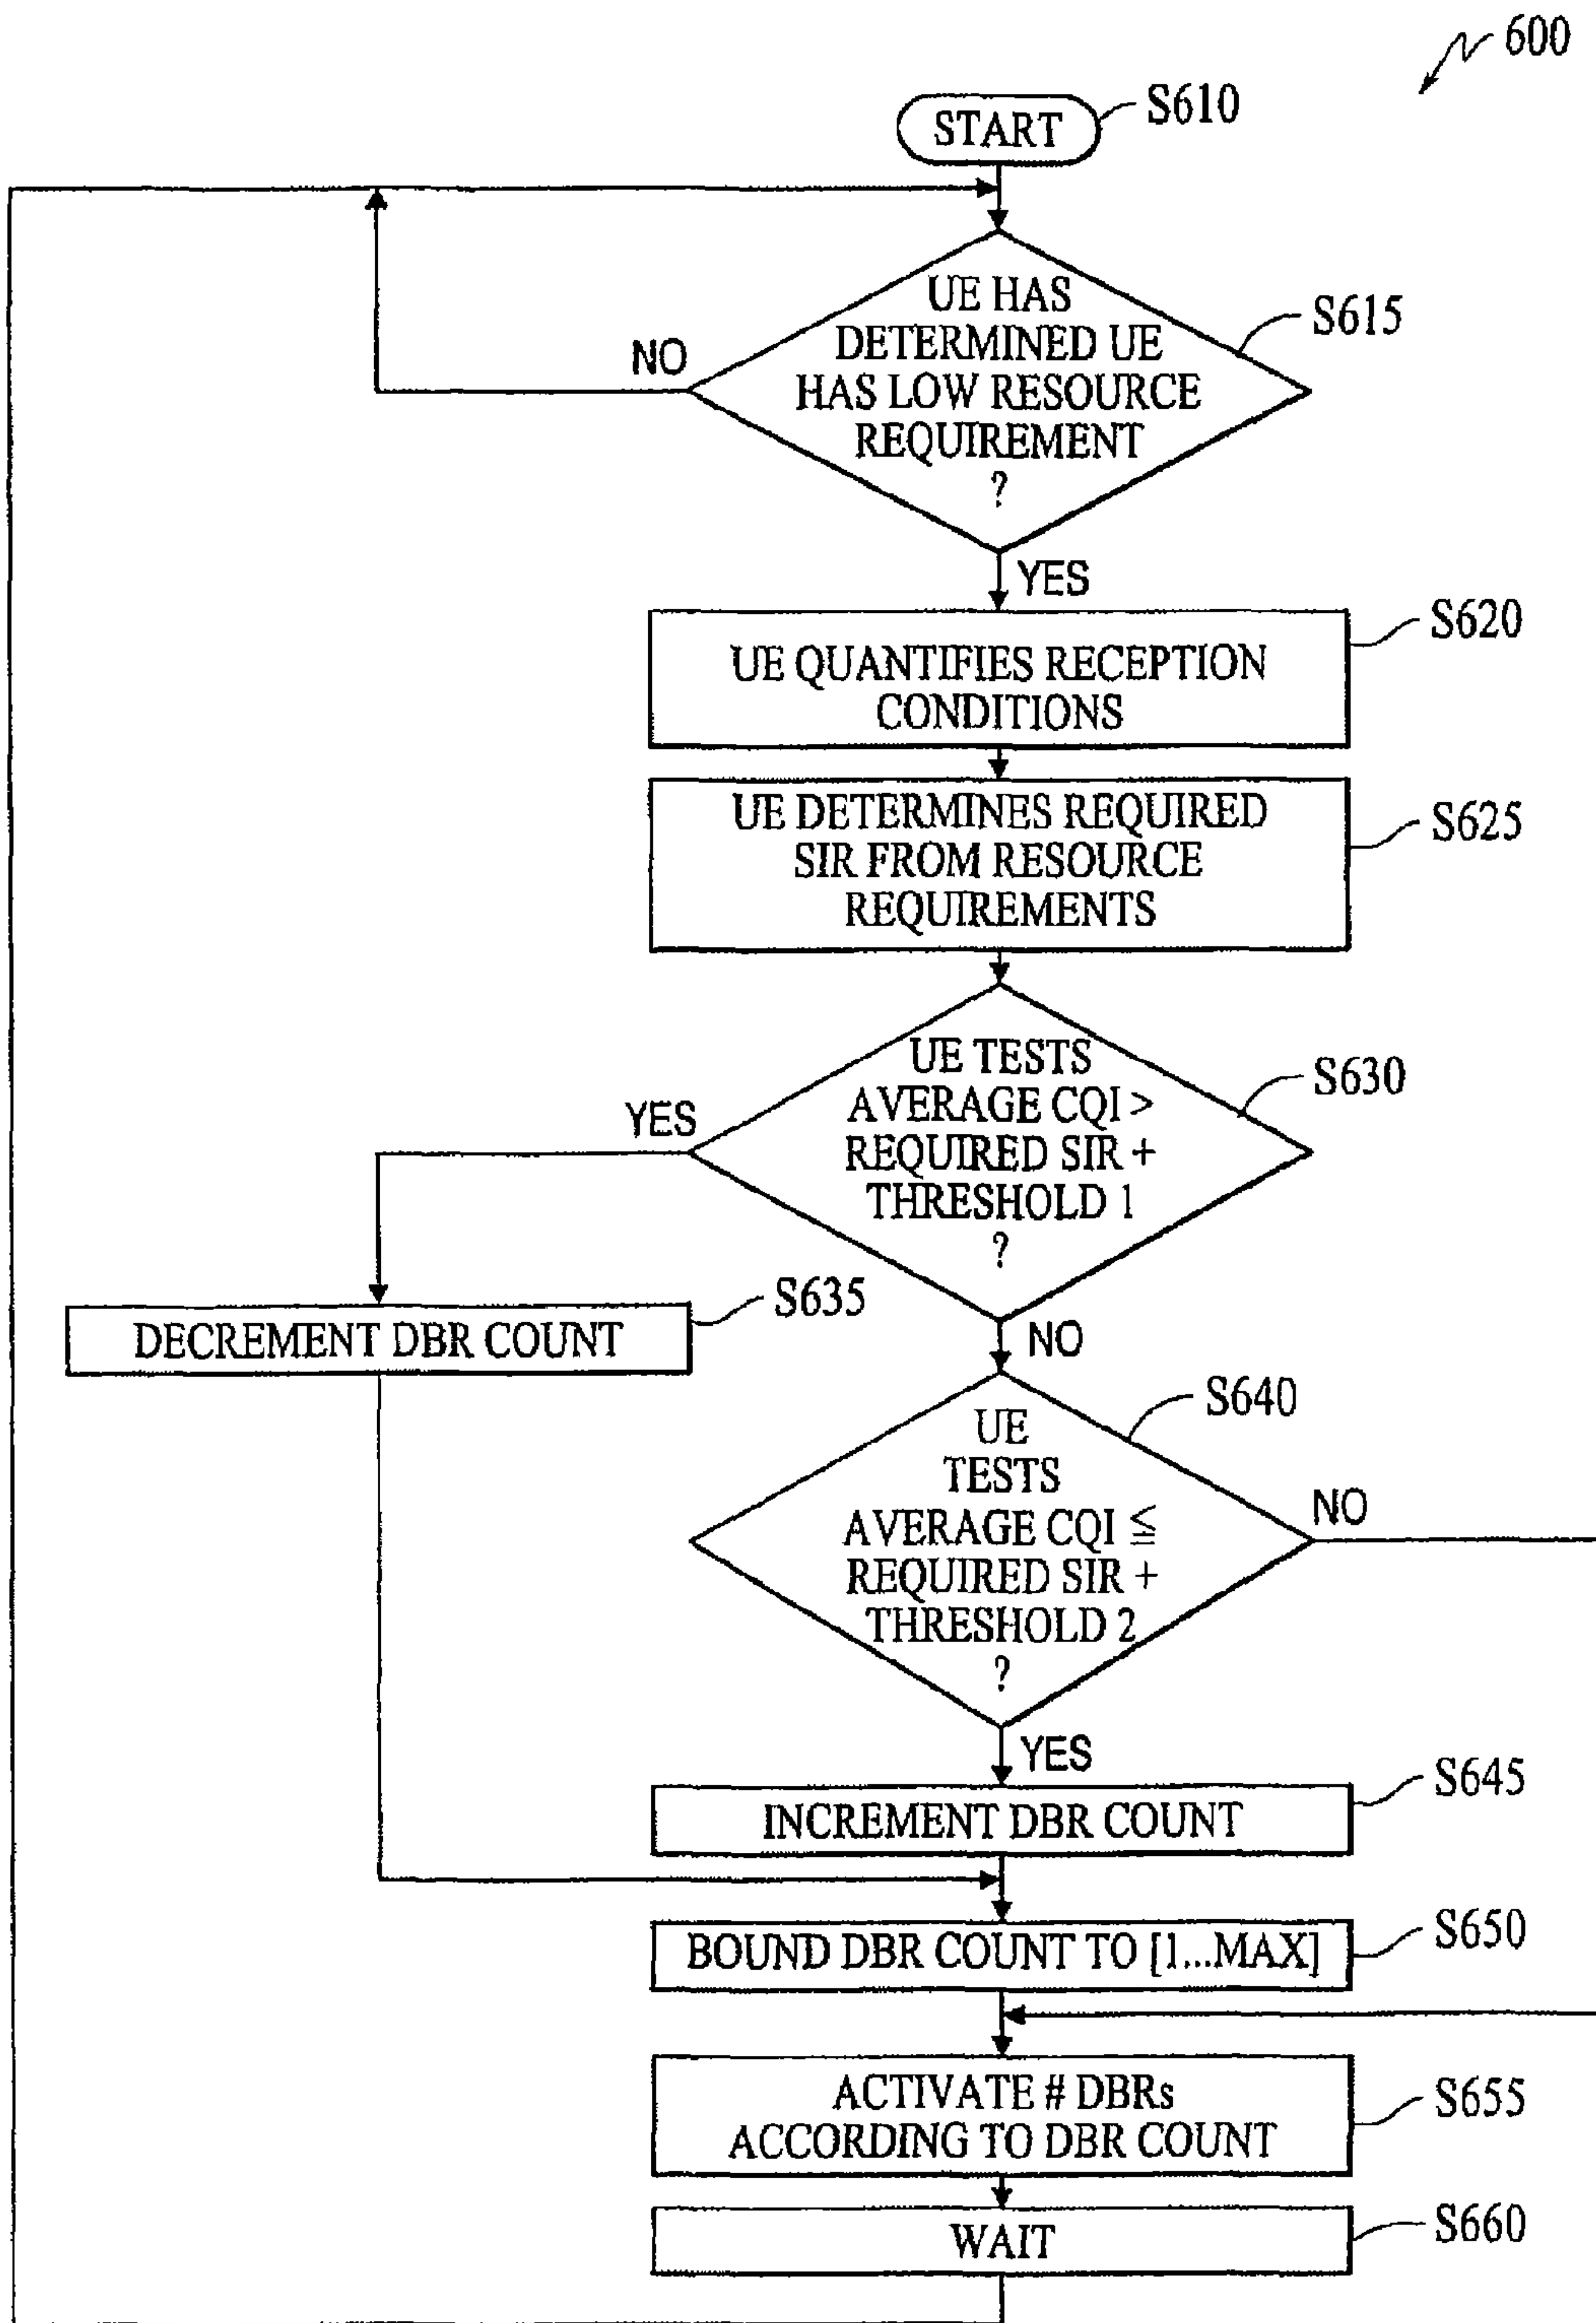 600
START
S610
UE HAS
DETERMINED UE
HAS LOW RESOURCE
REQUIREMENT
?
S615
NO
YES
UE QUANTIFIES RECEPTION
CONDITIONS
S620
UE DETERMINES REQUIRED
SIR FROM RESOURCE
REQUIREMENTS
S625
UE TESTS
AVERAGE CQI >
REQUIRED SIR +
THRESHOLD 1
?
S630
YES
NO
DECREMENT DBR COUNT
S635
UE
TESTS
AVERAGE CQI ≦
REQUIRED SIR +
THRESHOLD 2
?
S640
NO
YES
INCREMENT DBR COUNT
S645
BOUND DBR COUNT TO [1...MAX]
S650
ACTIVATE # DBRs
ACCORDING TO DBR COUNT
S655
WAIT
S660